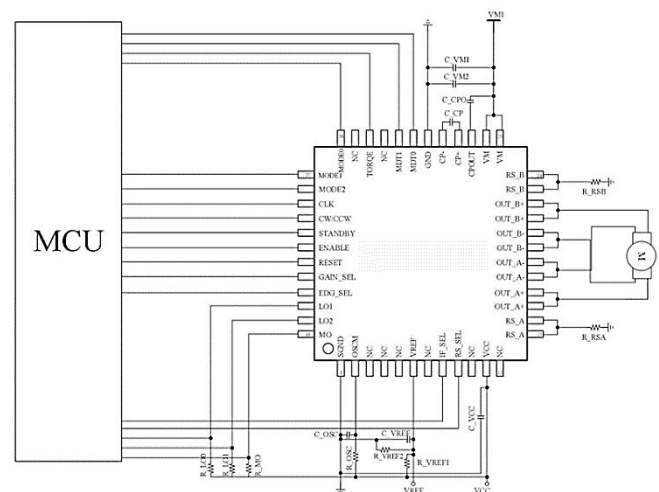 VM1
C_VM1
C_VM2
C_CPO
C_CP
MCU
MODE0
NC
TORQE
NC
MDT1
MDT0
GND
CP-
CP+
CPOUT
VM
VM
MODE1
MODE2
CLK
CW/CCW
STANDBY
ENABLE
RESET
GAIN_SEL
EDG_SEL
LO1
LO2
MO
RS_B
RS_B
OUT_B+
OUT_B+
OUT_B-
OUT_B-
OUT_A-
OUT_A-
OUT_A+
OUT_A+
RS_A
RS_A
R_RSB
M
R_RSA
SGND
OSCM
NC
NC
NC
VREF
NC
IF_SEL
RS_SEL
NC
VCC
NC
C_OSC
C_VREF
C_VCC
R_VREF2
R_VREF1
R_LO0
R_LO1
R_MO
R_OSC
VREF
VCC